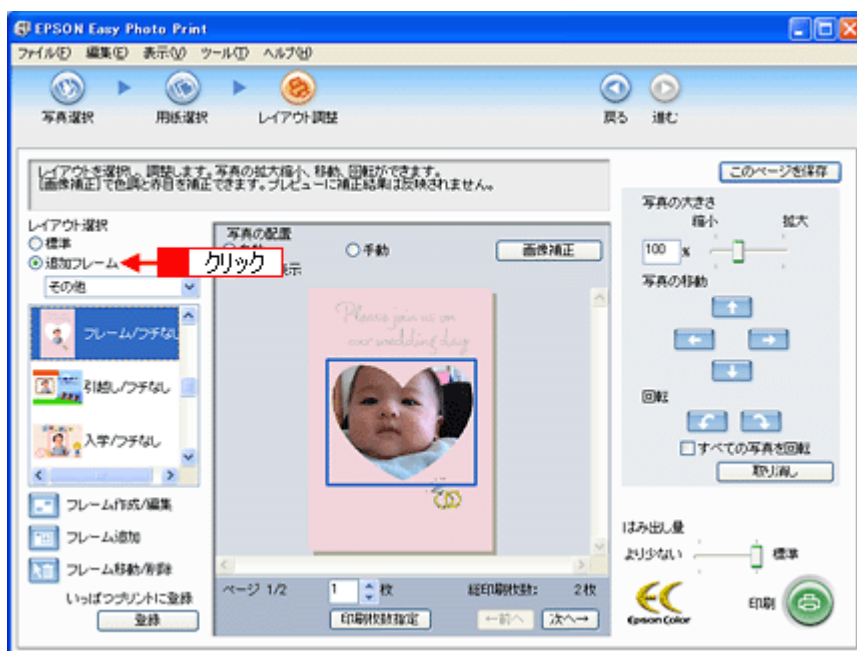 EPSON Easy Photo Print
ファイル(F) 編集(E) 表示(V) ツール(T) ヘルプ(H)
写真選択 用紙選択 レイアウト調整 戻る 進む
レイアウトを選択し、調整します。写真の拡大縮小、移動、回転ができます。
[画像補正]で色調と赤目を補正できます。プレビューに補正結果は反映されません。
このページを保存
レイアウト選択
標準
追加フレーム
クリック
その他
フレーム/フチなし
引越し/フチなし
入学/フチなし
フレーム作成/編集
フレーム追加
フレーム移動/削除
いっぱつプリントに登録
登録
写真の配置
手動
画像補正
表示
Please join us on
our wedding day
ページ 1/2
1 枚
総印刷枚数: 2枚
印刷枚数指定
←前へ
次へ→
写真の大きさ
縮小 拡大
100 %
写真の移動
回転
すべての写真を回転
取り消し
はみ出し量
より少ない 標準
Epson Color
印刷